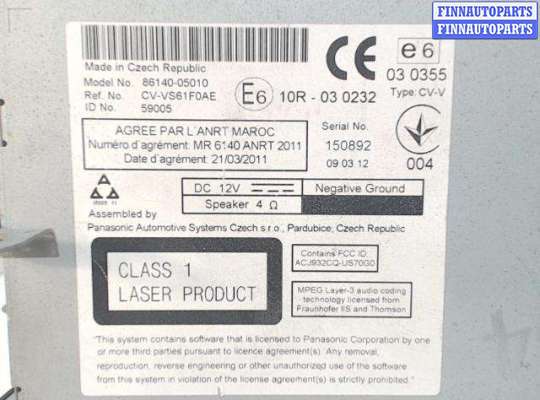 FINNAUTOPARTS
FINNAUTOPARTS
Made in Czech Republic
Model No. 86140-05010
Ref. No. CV-VS61F0AE
ID No. 59005
E6 10R - 03 0232
CE
e6
03 0355
Type: CV-V
AGREE PAR L'ANRT MAROC
Numéro d'agrément: MR 6140 ANRT 2011
Date d'agrément: 21/03/2011
Serial No.
150892
09 03 12
004
DC 12V
Negative Ground
Speaker 4 Ω
Assembled by
Panasonic Automotive Systems Czech s.r.o., Pardubice, Czech Republic
CLASS 1
LASER PRODUCT
Contains FCC ID:
ACJ932CQ-US70G0
MPEG Layer-3 audio coding
technology licensed from
Fraunhofer IIS and Thomson
"This system contains software that is licensed to Panasonic Corporation by one
or more third parties pursuant to licence agreement(s). Any removal,
reproduction, reverse engineering or other unauthorized use of the software
from this system in violation of the license agreement(s) is strictly prohibited."